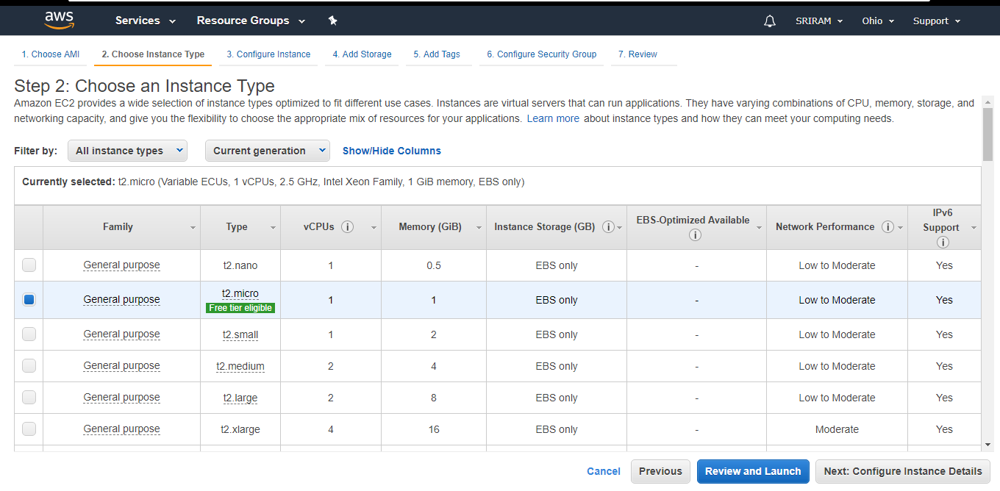 aws Services Resource Groups SRIRAM Ohio Support
1. Choose AMI 2. Choose Instance Type 3. Configure Instance 4. Add Storage 5. Add Tags 6. Configure Security Group 7. Review
Step 2: Choose an Instance Type
Amazon EC2 provides a wide selection of instance types optimized to fit different use cases. Instances are virtual servers that can run applications. They have varying combinations of CPU, memory, storage, and
networking capacity, and give you the flexibility to choose the appropriate mix of resources for your applications. Learn more about instance types and how they can meet your computing needs.
Filter by: All instance types Current generation Show/Hide Columns
Currently selected: t2.micro (Variable ECUs, 1 vCPUs, 2.5 GHz, Intel Xeon Family, 1 GiB memory, EBS only)
Family Type vCPUs i Memory (GiB) Instance Storage (GB) i EBS-Optimized Available i Network Performance i IPv6 Support i
General purpose t2.nano 1 0.5 EBS only - Low to Moderate Yes
General purpose t2.micro 1 1 EBS only - Low to Moderate Yes
Free tier eligible
General purpose t2.small 1 2 EBS only - Low to Moderate Yes
General purpose t2.medium 2 4 EBS only - Low to Moderate Yes
General purpose t2.large 2 8 EBS only - Low to Moderate Yes
General purpose t2.xlarge 4 16 EBS only - Moderate Yes
Cancel Previous Review and Launch Next: Configure Instance Details